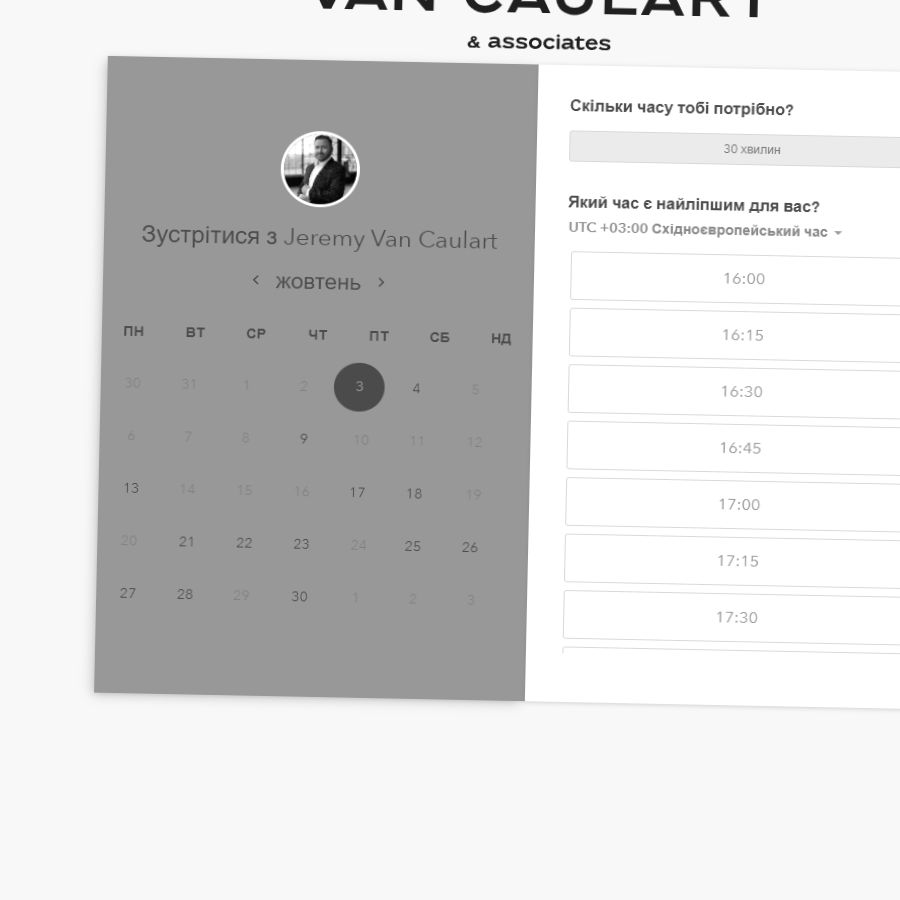 VAN CAULART
& associates
Зустрітися з Jeremy Van Caulart
жовтень
ПН ВТ СР ЧТ ПТ СБ НД
30 31 1 2 3 4 5
6 7 8 9 10 11 12
13 14 15 16 17 18 19
20 21 22 23 24 25 26
27 28 29 30 1 2 3
Скільки часу тобі потрібно?
30 хвилин
Який час є найліпшим для вас?
UTC +03:00 Східноєвропейський час
16:00
16:15
16:30
16:45
17:00
17:15
17:30